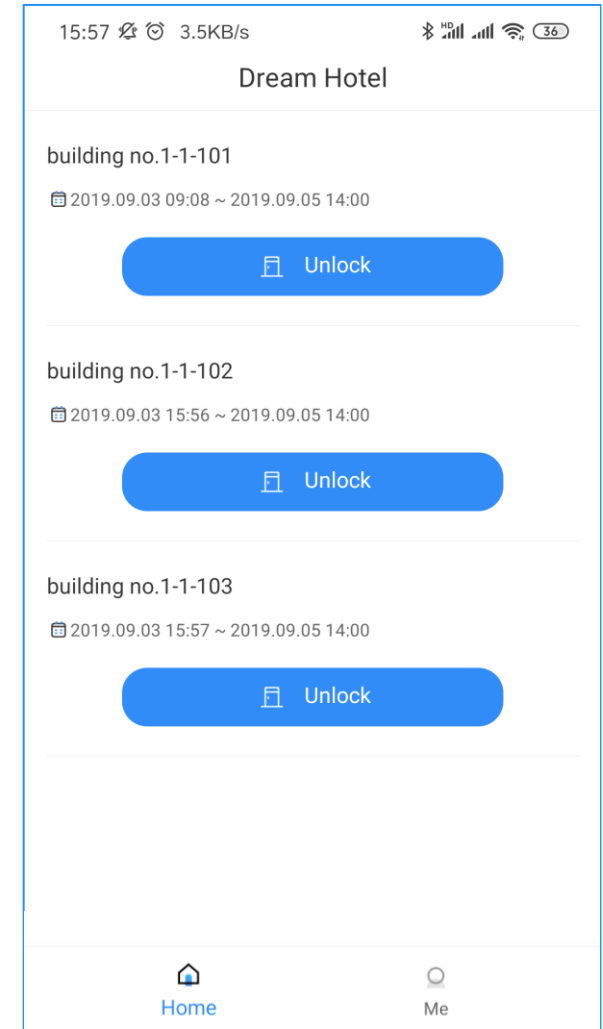 15:57 3.5KB/s HD 36
Dream Hotel
building no.1-1-101
2019.09.03 09:08 ~ 2019.09.05 14:00
Unlock
building no.1-1-102
2019.09.03 15:56 ~ 2019.09.05 14:00
Unlock
building no.1-1-103
2019.09.03 15:57 ~ 2019.09.05 14:00
Unlock
Home Me